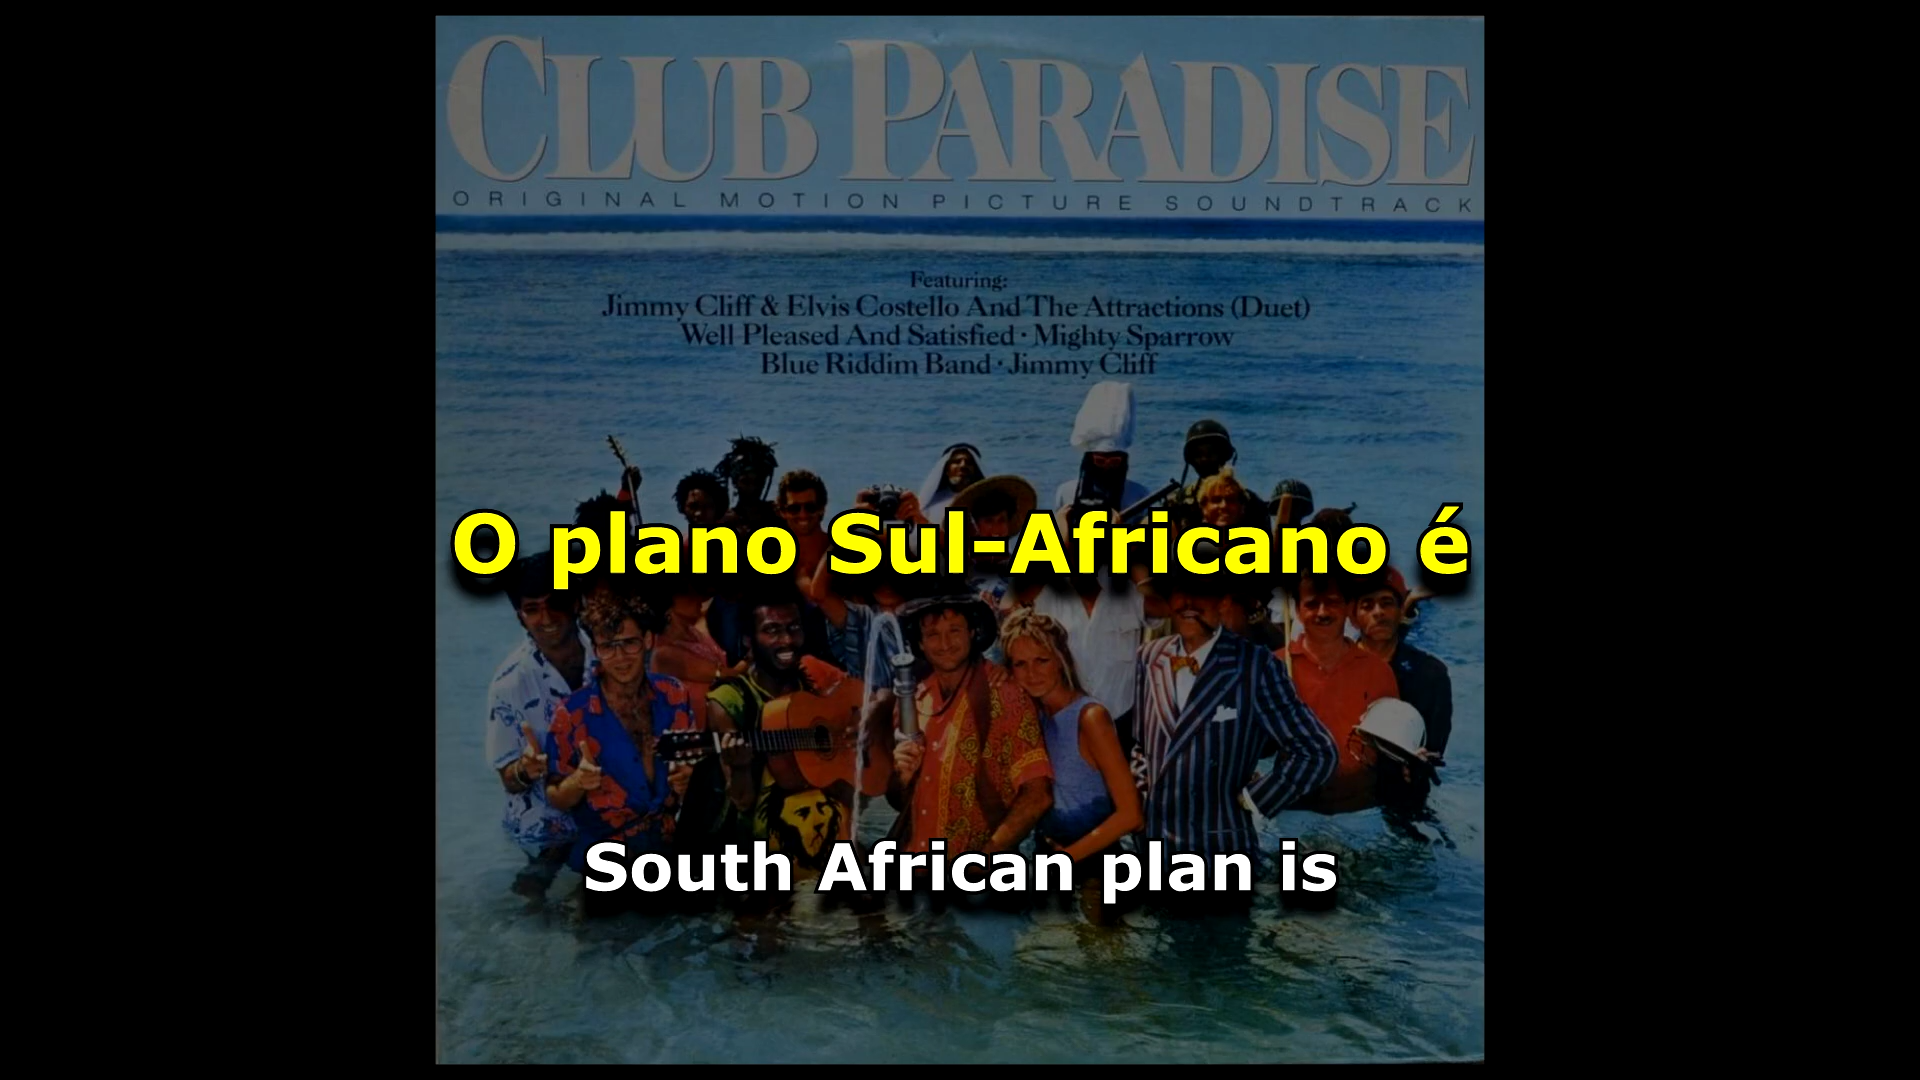 CLUB PARADISE
ORIGINAL MOTION PICTURE SOUNDTRACK
Featuring:
Jimmy Cliff & Elvis Costello And The Attractions (Duet)
Well Pleased And Satisfied · Mighty Sparrow
Blue Riddim Band · Jimmy Cliff
O plano Sul-Africano é
South African plan is